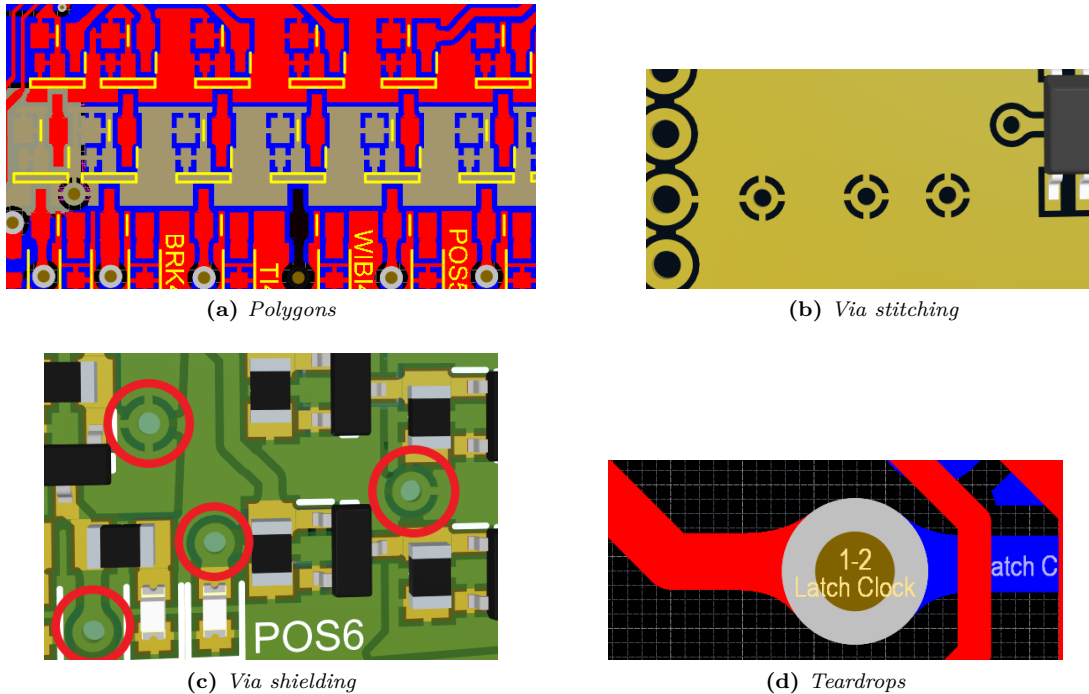 BRK4
TI4
WIBI4
POS5
(a) Polygons
(b) Via stitching
POS6
(c) Via shielding
1-2
Latch Clock
atch C
(d) Teardrops